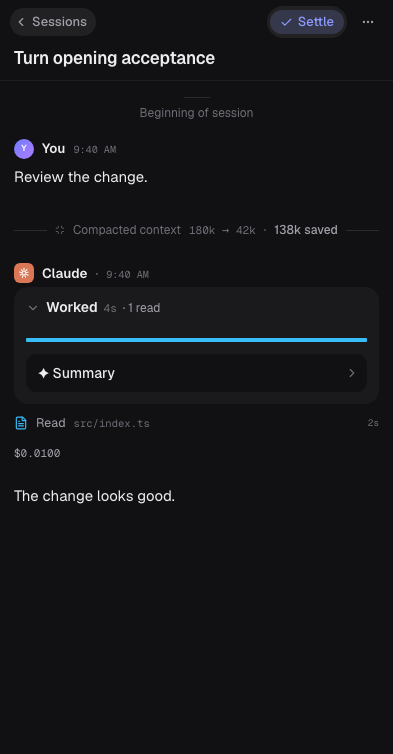 Sessions
Settle
Turn opening acceptance
Beginning of session
Y You 9:40 AM
Review the change.
Compacted context 180k → 42k · 138k saved
Claude · 9:40 AM
Worked 4s · 1 read
Summary
Read src/index.ts 2s
$0.0100
The change looks good.